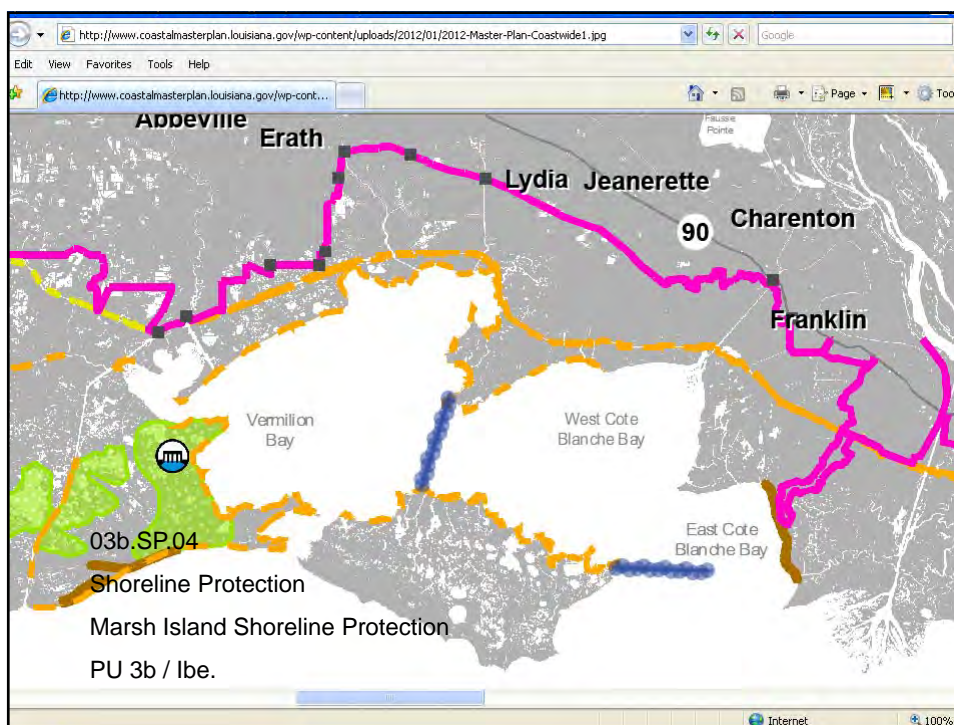 http://www.coastalmasterplan.louisiana.gov/wp-content/uploads/2012/01/2012-Master-Plan-Coastwide1.jpg
Google
Edit View Favorites Tools Help
http://www.coastalmasterplan.louisiana.gov/wp-cont...
Page
Too
Abbeville
Erath
Fausse
Pointe
Lydia
Jeanerette
Charenton
90
Franklin
Vermilion
Bay
West Cote
Blanche Bay
East Cote
Blanche Bay
03b.SP.04
Shoreline Protection
Marsh Island Shoreline Protection
PU 3b / Ibe.
Internet
100%